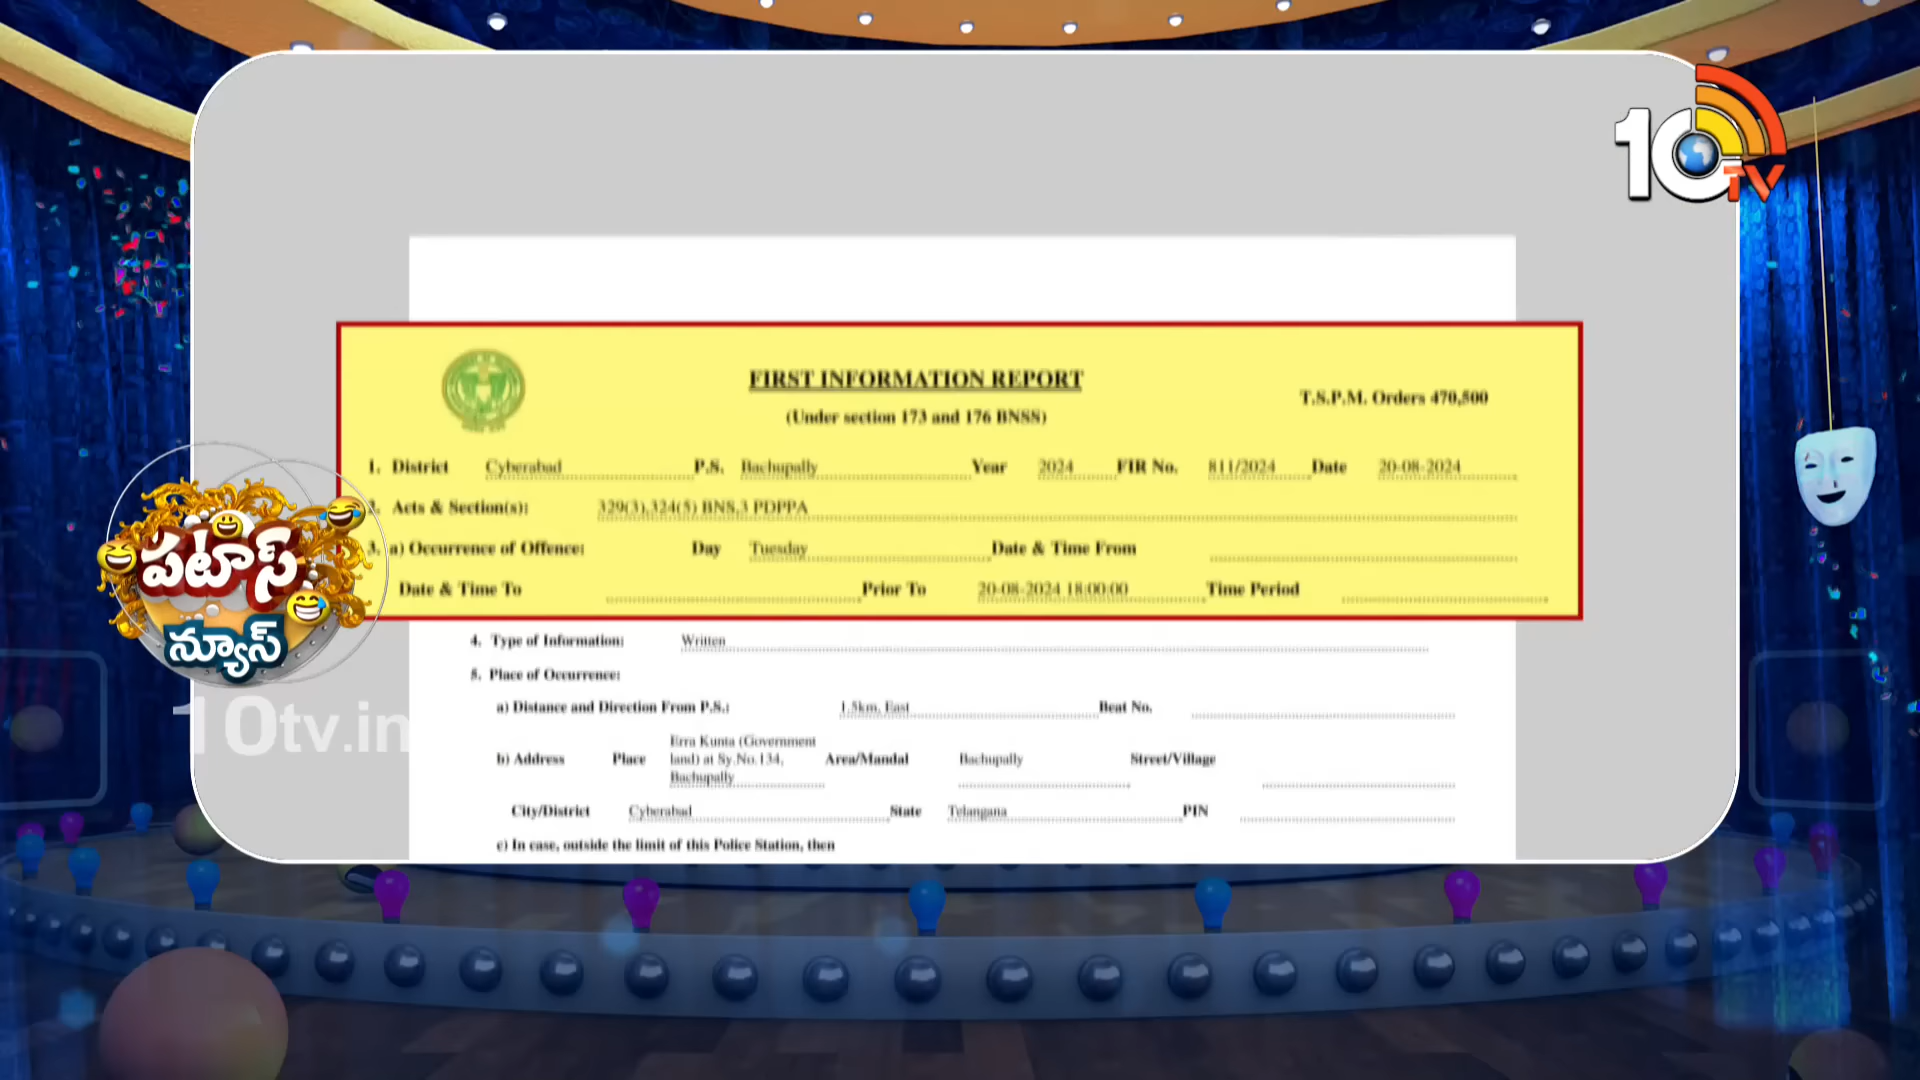 10TV
FIRST INFORMATION REPORT
(Under section 173 and 176 BNSS)
T.S.P.M. Orders 470,500
1. District Cyberabad P.S. Bachupally Year 2024 FIR No. 811/2024 Date 20-08-2024
2. Acts & Section(s): 329(3),324(5) BNS,3 PDPPA
3. a) Occurrence of Offence: Day Tuesday Date & Time From
Date & Time To Prior To 20-08-2024 18:00:00 Time Period
పటాస్
న్యూస్
10tv.in
4. Type of Information: Written
5. Place of Occurrence:
a) Distance and Direction From P.S.: 1.5km, East Beat No.
b) Address Place Erra Kunta (Government land) at Sy.No.134, Bachupally Area/Mandal Bachupally Street/Village
City/District Cyberabad State Telangana PIN
c) In case, outside the limit of this Police Station, then